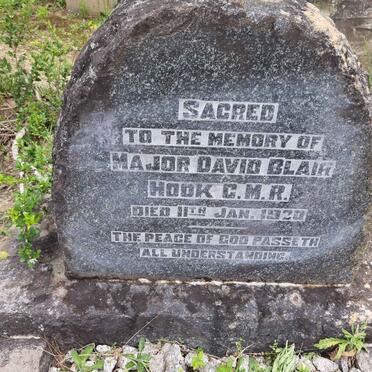 SACRED
TO THE MEMORY OF
MAJOR DAVID BLAIR
HOOK C.M.R.
DIED 11TH JAN. 1920
THE PEACE OF GOD PASSETH
ALL UNDERSTANDING.